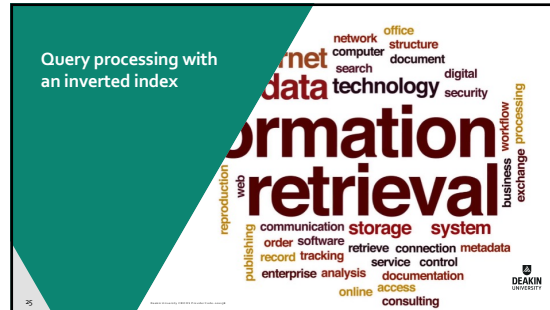 Query processing with
an inverted index
office
network
structure
rnet
computer
document
search
digital
data
technology
security
ormation
workflow
processing
retrieval
business
exchange
reproduction
web
publishing
communication
storage
system
order
software
retrieve
connection
metadata
record
tracking
service
control
enterprise
analysis
documentation
online
access
consulting
DEAKIN
UNIVERSITY
25